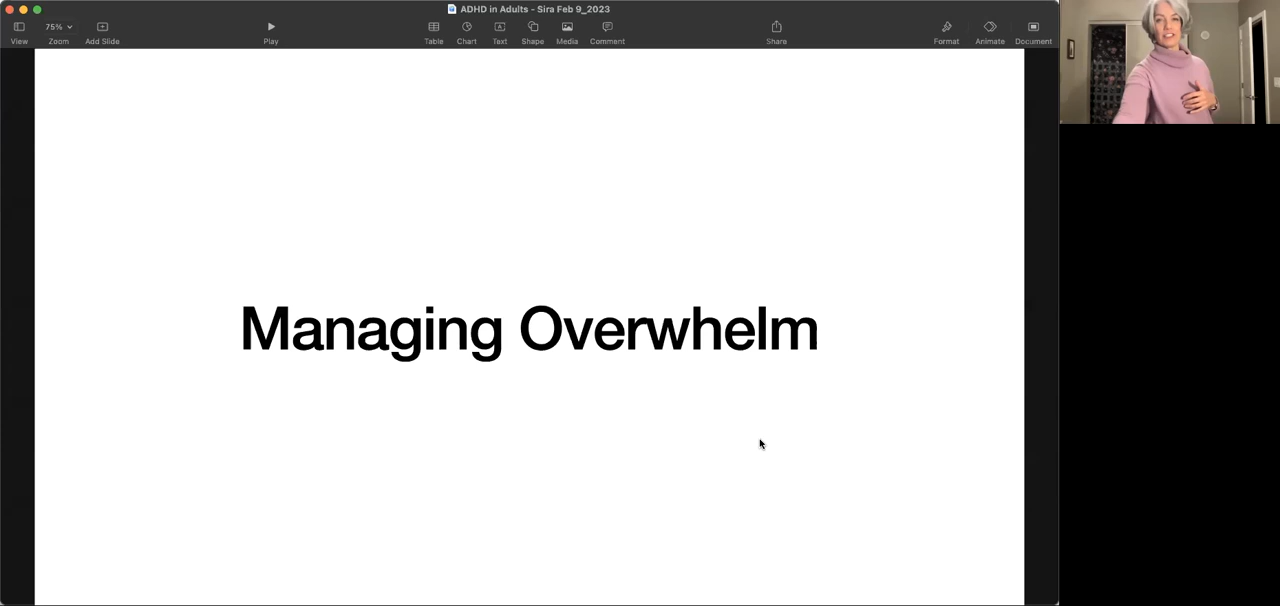 ADHD in Adults - Sira Feb 9_2023
75%
View
Zoom
Add Slide
Play
Table
Chart
Text
Shape
Media
Comment
Share
Format
Animate
Document
Managing Overwhelm